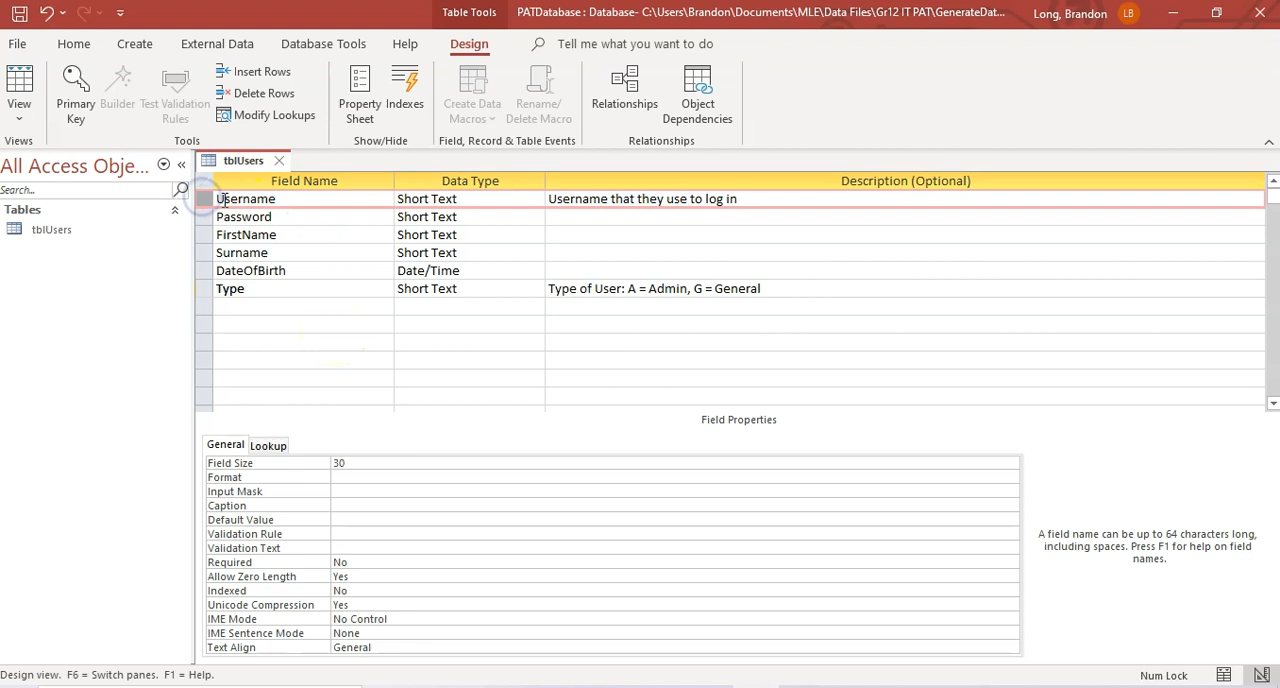 Table Tools
PATDatabase : Database- C:\Users\Brandon\Documents\MLE\Data Files\Gr12 IT PAT\GenerateDat...
Long, Brandon
LB
File Home Create External Data Database Tools Help Design Tell me what you want to do
View
Views
Primary Key
Builder
Test Validation Rules
Insert Rows
Delete Rows
Modify Lookups
Tools
Property Sheet
Indexes
Show/Hide
Create Data Macros
Rename/ Delete Macro
Field, Record & Table Events
Relationships
Object Dependencies
Relationships
All Access Obje...
Search...
Tables
tblUsers
tblUsers
Field Name Data Type Description (Optional)
Username Short Text Username that they use to log in
Password Short Text
FirstName Short Text
Surname Short Text
DateOfBirth Date/Time
Type Short Text Type of User: A = Admin, G = General
Field Properties
General Lookup
Field Size 30
Format
Input Mask
Caption
Default Value
Validation Rule
Validation Text
Required No
Allow Zero Length Yes
Indexed No
Unicode Compression Yes
IME Mode No Control
IME Sentence Mode None
Text Align General
A field name can be up to 64 characters long,
including spaces. Press F1 for help on field
names.
Design view. F6 = Switch panes. F1 = Help.
Num Lock